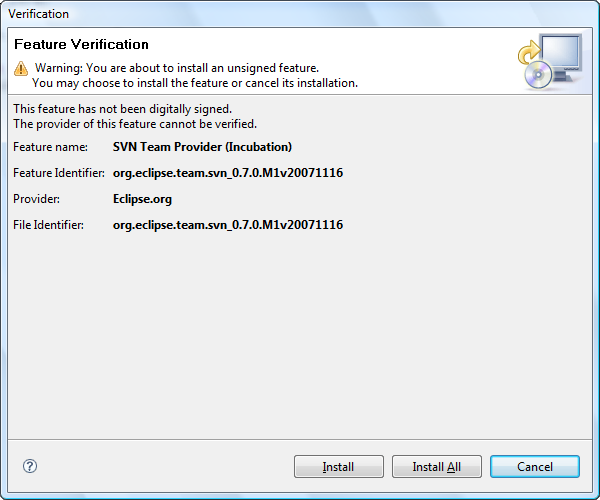 Verification
Feature Verification
Warning: You are about to install an unsigned feature.
You may choose to install the feature or cancel its installation.
This feature has not been digitally signed.
The provider of this feature cannot be verified.
Feature name: SVN Team Provider (Incubation)
Feature Identifier: org.eclipse.team.svn_0.7.0.M1v20071116
Provider: Eclipse.org
File Identifier: org.eclipse.team.svn_0.7.0.M1v20071116
? Install Install All Cancel